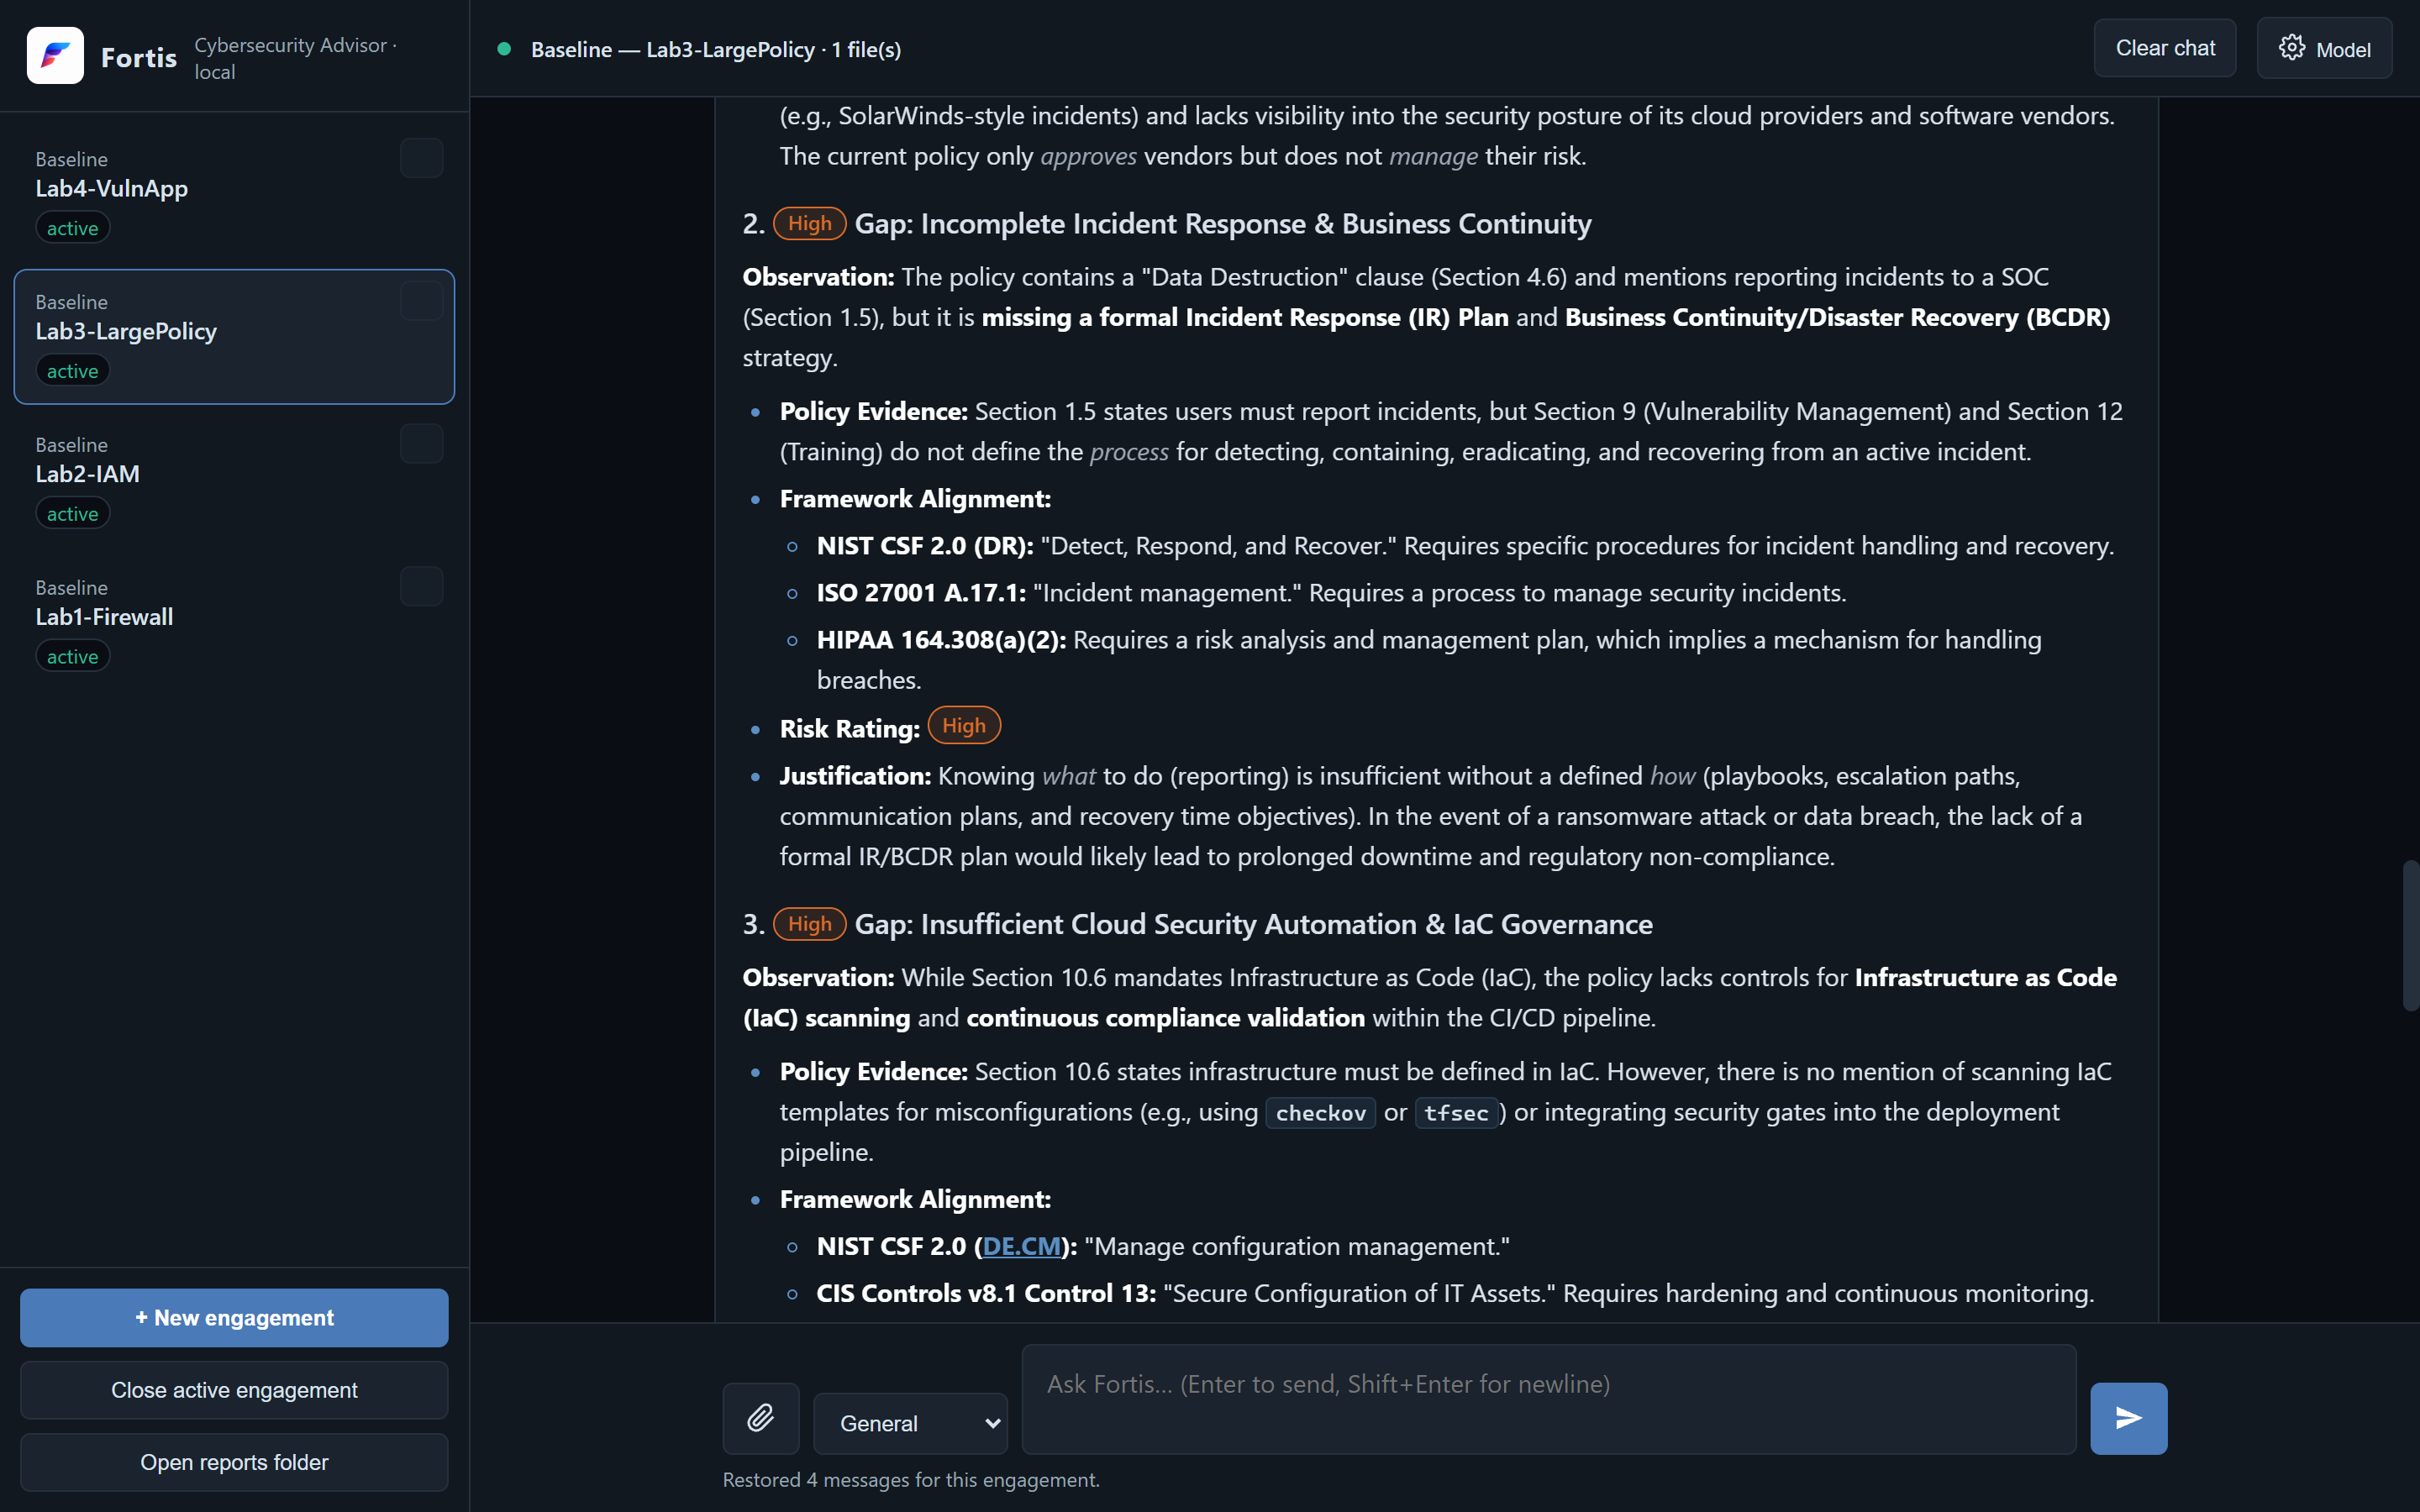 Fortis
Cybersecurity Advisor ·
local
Baseline
Lab4-VulnApp
active
Baseline
Lab3-LargePolicy
active
Baseline
Lab2-IAM
active
Baseline
Lab1-Firewall
active
+ New engagement
Close active engagement
Open reports folder
Baseline — Lab3-LargePolicy · 1 file(s)
Clear chat
Model
(e.g., SolarWinds-style incidents) and lacks visibility into the security posture of its cloud providers and software vendors.
The current policy only approves vendors but does not manage their risk.
2. High Gap: Incomplete Incident Response & Business Continuity
Observation: The policy contains a "Data Destruction" clause (Section 4.6) and mentions reporting incidents to a SOC
(Section 1.5), but it is missing a formal Incident Response (IR) Plan and Business Continuity/Disaster Recovery (BCDR)
strategy.
• Policy Evidence: Section 1.5 states users must report incidents, but Section 9 (Vulnerability Management) and Section 12
(Training) do not define the process for detecting, containing, eradicating, and recovering from an active incident.
• Framework Alignment:
○ NIST CSF 2.0 (DR): "Detect, Respond, and Recover." Requires specific procedures for incident handling and recovery.
○ ISO 27001 A.17.1: "Incident management." Requires a process to manage security incidents.
○ HIPAA 164.308(a)(2): Requires a risk analysis and management plan, which implies a mechanism for handling
breaches.
• Risk Rating: High
• Justification: Knowing what to do (reporting) is insufficient without a defined how (playbooks, escalation paths,
communication plans, and recovery time objectives). In the event of a ransomware attack or data breach, the lack of a
formal IR/BCDR plan would likely lead to prolonged downtime and regulatory non-compliance.
3. High Gap: Insufficient Cloud Security Automation & IaC Governance
Observation: While Section 10.6 mandates Infrastructure as Code (IaC), the policy lacks controls for Infrastructure as Code
(IaC) scanning and continuous compliance validation within the CI/CD pipeline.
• Policy Evidence: Section 10.6 states infrastructure must be defined in IaC. However, there is no mention of scanning IaC
templates for misconfigurations (e.g., using checkov or tfsec) or integrating security gates into the deployment
pipeline.
• Framework Alignment:
○ NIST CSF 2.0 (DE.CM): "Manage configuration management."
○ CIS Controls v8.1 Control 13: "Secure Configuration of IT Assets." Requires hardening and continuous monitoring.
General
Ask Fortis... (Enter to send, Shift+Enter for newline)
Restored 4 messages for this engagement.